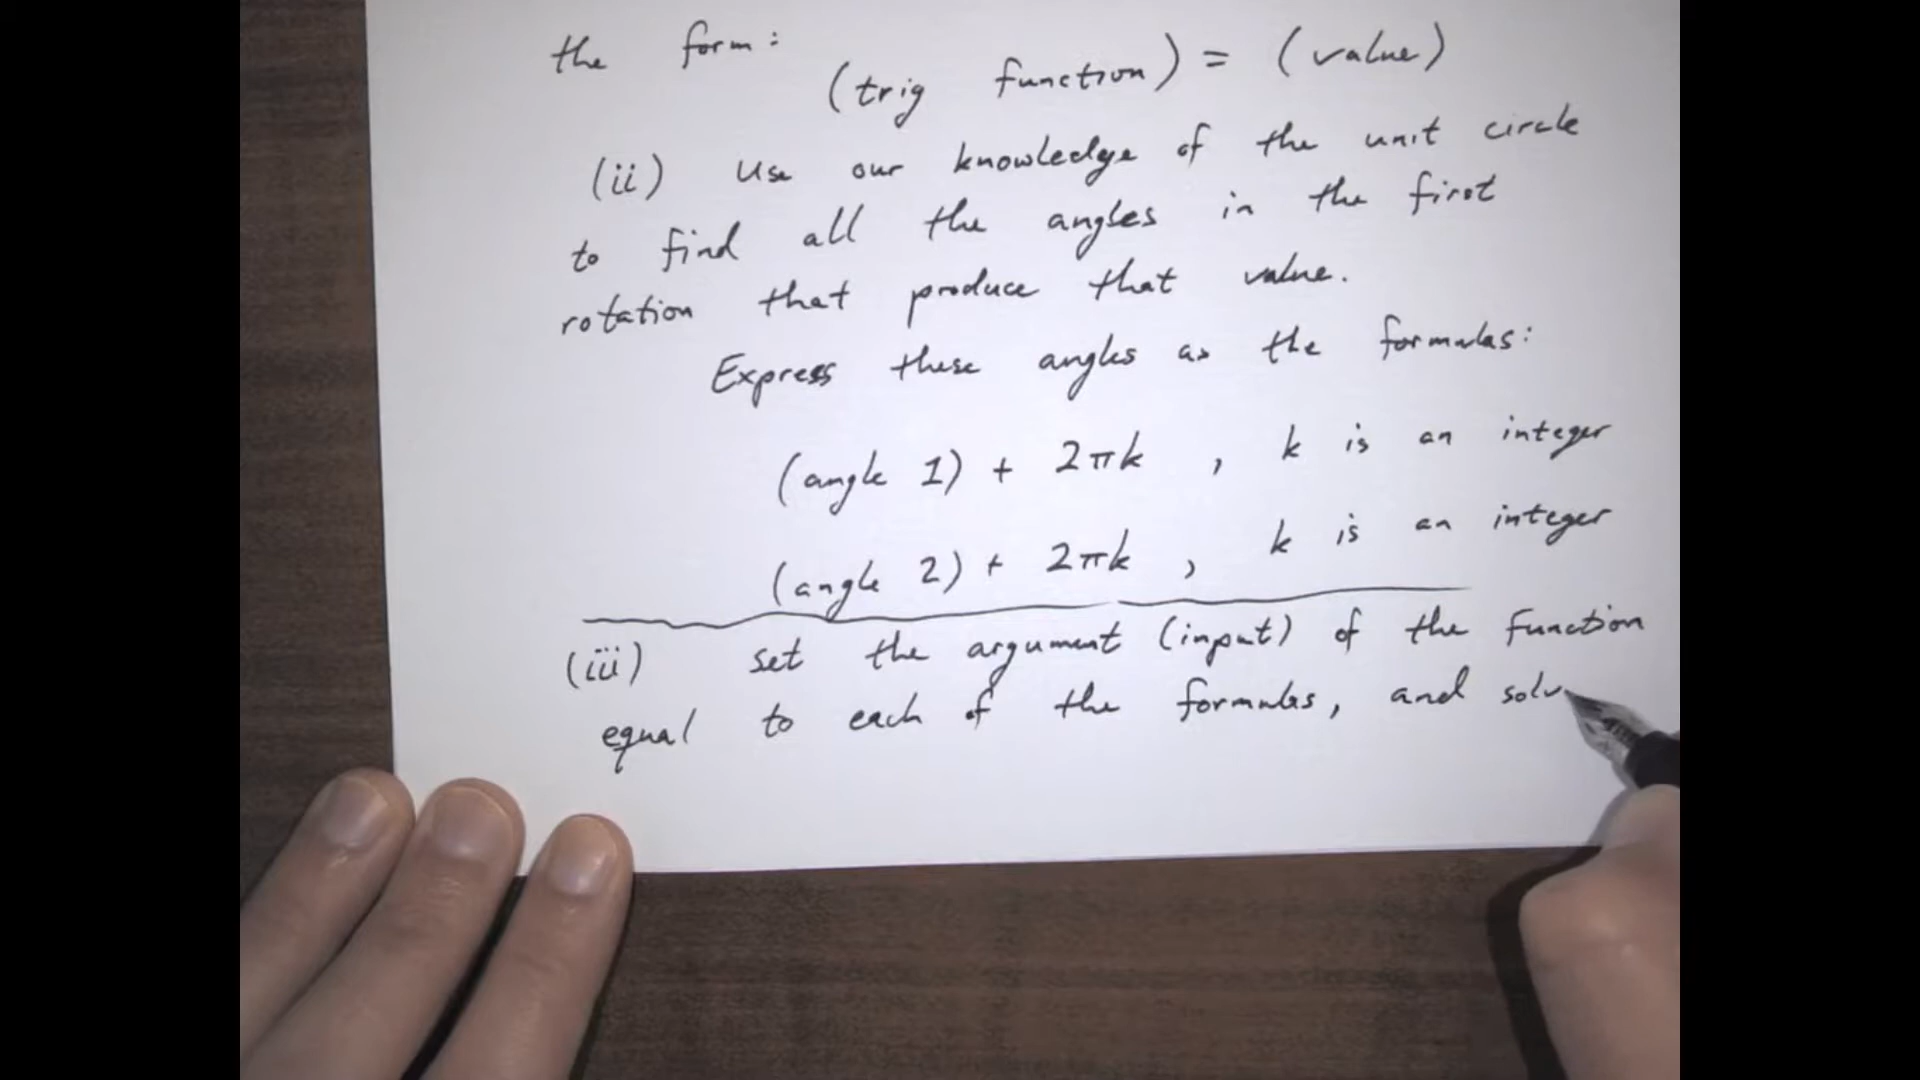 the form:
(trig function) = (value)
(ii) Use our knowledge of the unit circle
to find all the angles in the first
rotation that produce that value.
Express these angles as the formulas:
(angle 1) + 2πk , k is an integer
(angle 2) + 2πk , k is an integer
(iii) set the argument (input) of the function
equal to each of the formulas, and solv